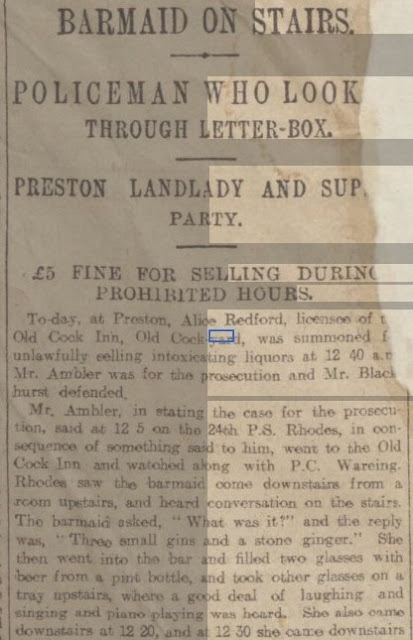 BARMAID ON STAIRS.
POLICEMAN WHO LOOK
THROUGH LETTER-BOX.
PRESTON LANDLADY AND SUP
PARTY.
£5 FINE FOR SELLING DURING
PROHIBITED HOURS.
To-day, at Preston, Alice Redford, licensee of
Old Cock Inn, Old Cock yard, was summoned f
unlawfully selling intoxicating liquors at 12 40 a.m
Mr. Ambler was for the prosecution and Mr. Black
hurst defended.
Mr. Ambler, in stating the case for the prosecu-
tion, said at 12 5 on the 24th P.S. Rhodes, in con-
sequence of something said to him, went to the Old
Cock Inn and watched along with P.C. Wareing.
Rhodes saw the barmaid come downstairs from a
room upstairs, and heard conversation on the stairs.
The barmaid asked, "What was it?" and the reply
was, "Three small gins and a stone ginger." She
then went into the bar and filled two glasses with
beer from a pint bottle, and took other glasses on a
tray upstairs, where a good deal of laughing and
singing and piano playing was heard. She also came
downstairs at 12 20, and at 12 30 she came downstairs